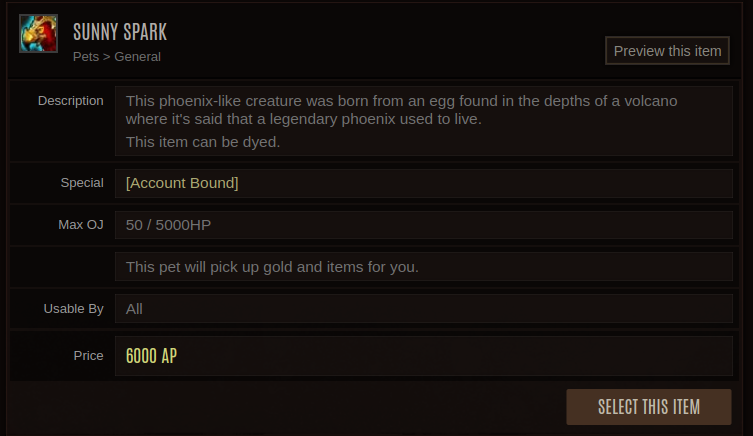 SUNNY SPARK
Pets > General
Preview this item
Description
This phoenix-like creature was born from an egg found in the depths of a volcano
where it's said that a legendary phoenix used to live.
This item can be dyed.
Special
[Account Bound]
Max OJ
50 / 5000HP
This pet will pick up gold and items for you.
Usable By
All
Price
6000 AP
SELECT THIS ITEM